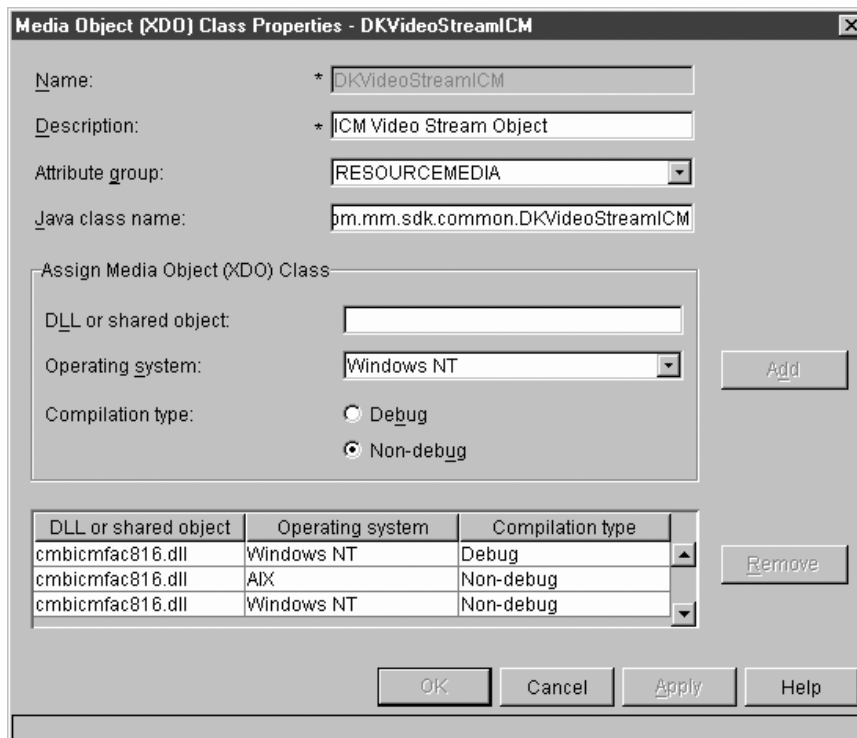 Media Object (XDO) Class Properties - DKVideoStreamICM
Name: * DKVideoStreamICM
Description: * ICM Video Stream Object
Attribute group: RESOURCEMEDIA
Java class name: om.mm.sdk.common.DKVideoStreamICM
Assign Media Object (XDO) Class
DLL or shared object:
Operating system: Windows NT
Add
Compilation type: Debug
Non-debug
DLL or shared object Operating system Compilation type
cmbicmfac816.dll Windows NT Debug
cmbicmfac816.dll AIX Non-debug
cmbicmfac816.dll Windows NT Non-debug
Remove
OK Cancel Apply Help